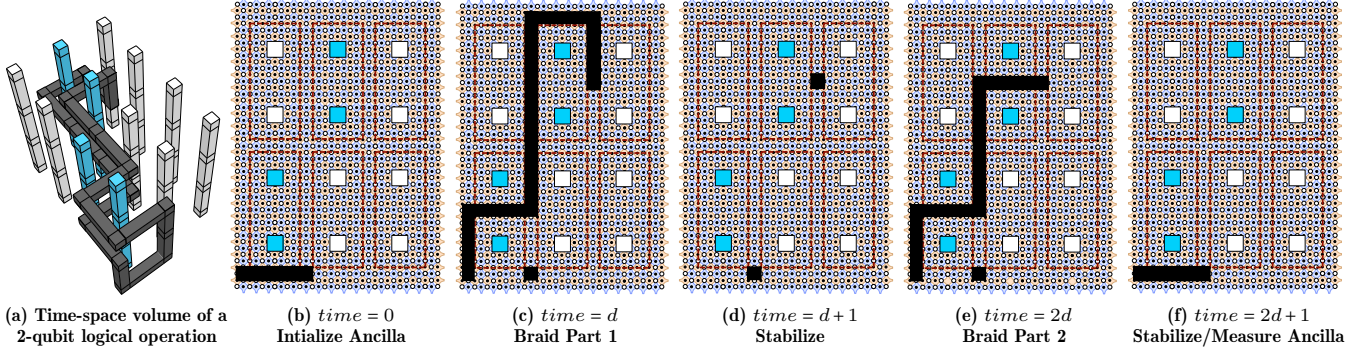 (a) Time-space volume of a
2-qubit logical operation
(b) time = 0
Intialize Ancilla
(c) time = d
Braid Part 1
(d) time = d + 1
Stabilize
(e) time = 2d
Braid Part 2
(f) time = 2d + 1
Stabilize/Measure Ancilla